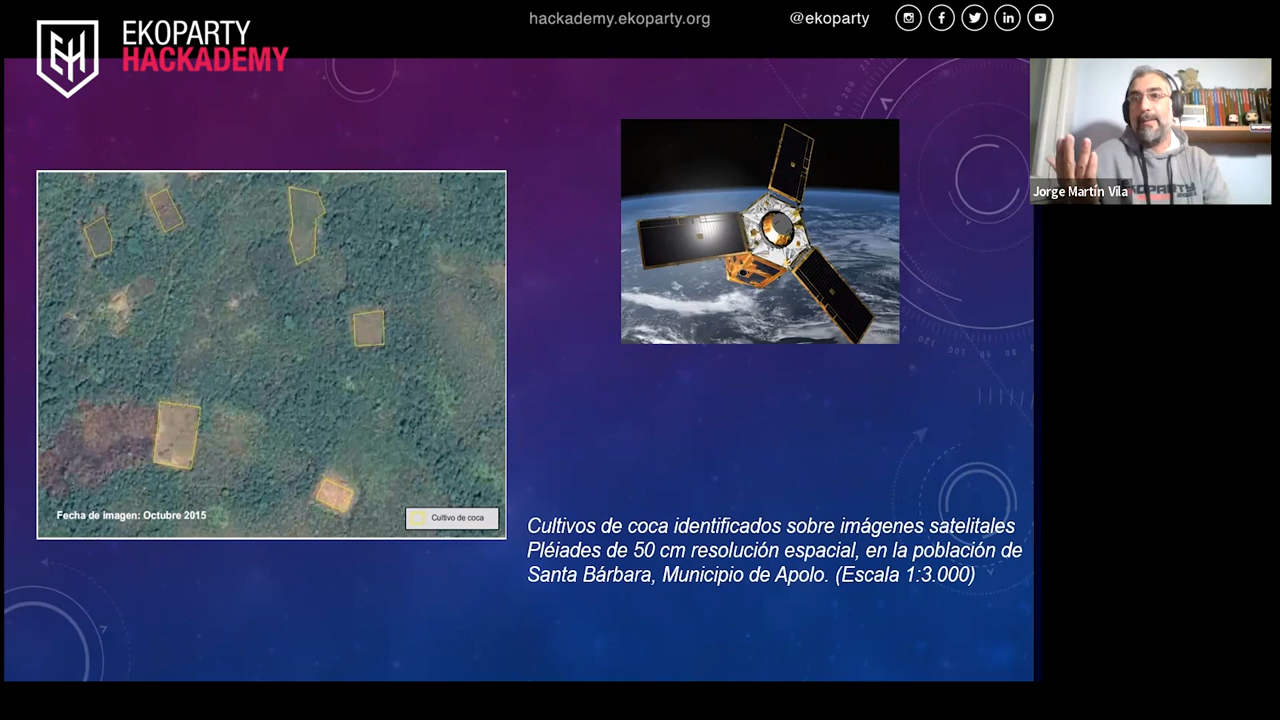 EKOPARTY
HACKADEMY
hackademy.ekoparty.org
@ekoparty
Jorge Martín Vila
Fecha de imagen: Octubre 2015
Cultivo de coca
Cultivos de coca identificados sobre imágenes satelitales
Pléiades de 50 cm resolución espacial, en la población de
Santa Bárbara, Municipio de Apolo. (Escala 1:3.000)